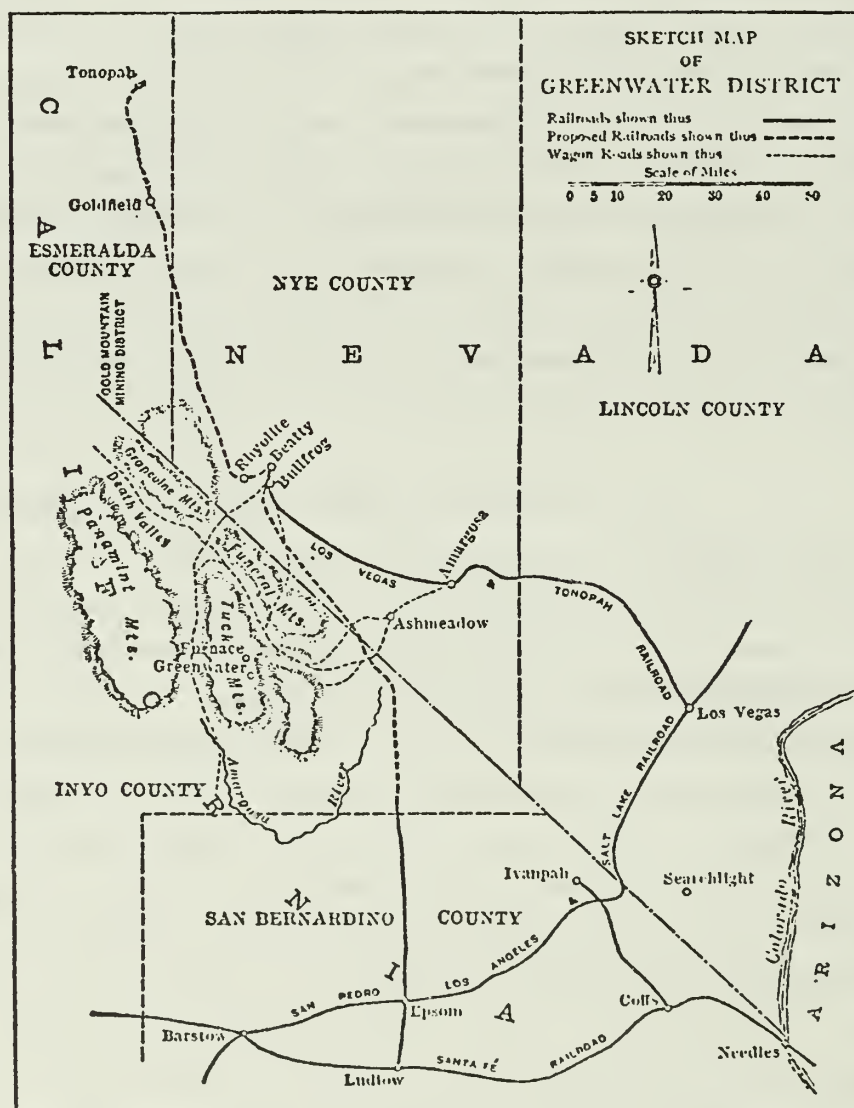 SKETCH MAP
OF
GREENWATER DISTRICT
Railroads shown thus
Proposed Railroads shown thus
Wagon Roads shown thus
Scale of Miles
0 5 10 20 30 40 50
Tonopah
Goldfield
ESMERALDA
COUNTY
NYE COUNTY
GOLD MOUNTAIN
MINING DISTRICT
NEVADA
LINCOLN COUNTY
Rhyolite
Beatty
Bullfrog
Grapevine Mts.
Death Valley
Panamint
Mts.
Funeral Mts.
LOS VEGAS & TONOPAH RAILROAD
Amargosa
Ashmeadow
Tuck
Mts.
Furnace
Greenwater
Los Vegas
INYO COUNTY
Amargosa River
SALT LAKE RAILROAD
Colorado River
ARIZONA
Ivanpah
Searchlight
SAN BERNARDINO COUNTY
SAN PEDRO LOS ANGELES &
Barstow
Epsom
Goffs
Needles
Ludlow
SANTA FÉ RAILROAD
CALIFORNIA